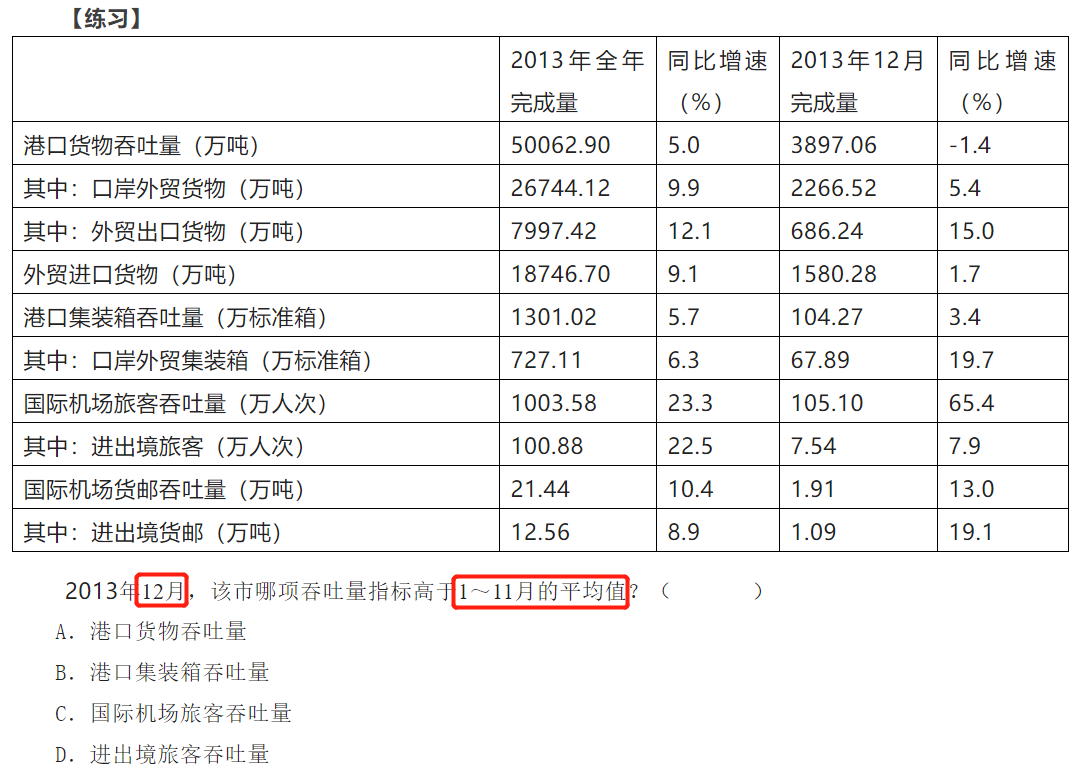 【练习】
2013年全年完成量 同比增速（%） 2013年12月完成量 同比增速（%）
港口货物吞吐量（万吨） 50062.90 5.0 3897.06 -1.4
其中：口岸外贸货物（万吨） 26744.12 9.9 2266.52 5.4
其中：外贸出口货物（万吨） 7997.42 12.1 686.24 15.0
外贸进口货物（万吨） 18746.70 9.1 1580.28 1.7
港口集装箱吞吐量（万标准箱） 1301.02 5.7 104.27 3.4
其中：口岸外贸集装箱（万标准箱） 727.11 6.3 67.89 19.7
国际机场旅客吞吐量（万人次） 1003.58 23.3 105.10 65.4
其中：进出境旅客（万人次） 100.88 22.5 7.54 7.9
国际机场货邮吞吐量（万吨） 21.44 10.4 1.91 13.0
其中：进出境货邮（万吨） 12.56 8.9 1.09 19.1
2013年12月，该市哪项吞吐量指标高于1～11月的平均值？（ ）
A．港口货物吞吐量
B．港口集装箱吞吐量
C．国际机场旅客吞吐量
D．进出境旅客吞吐量